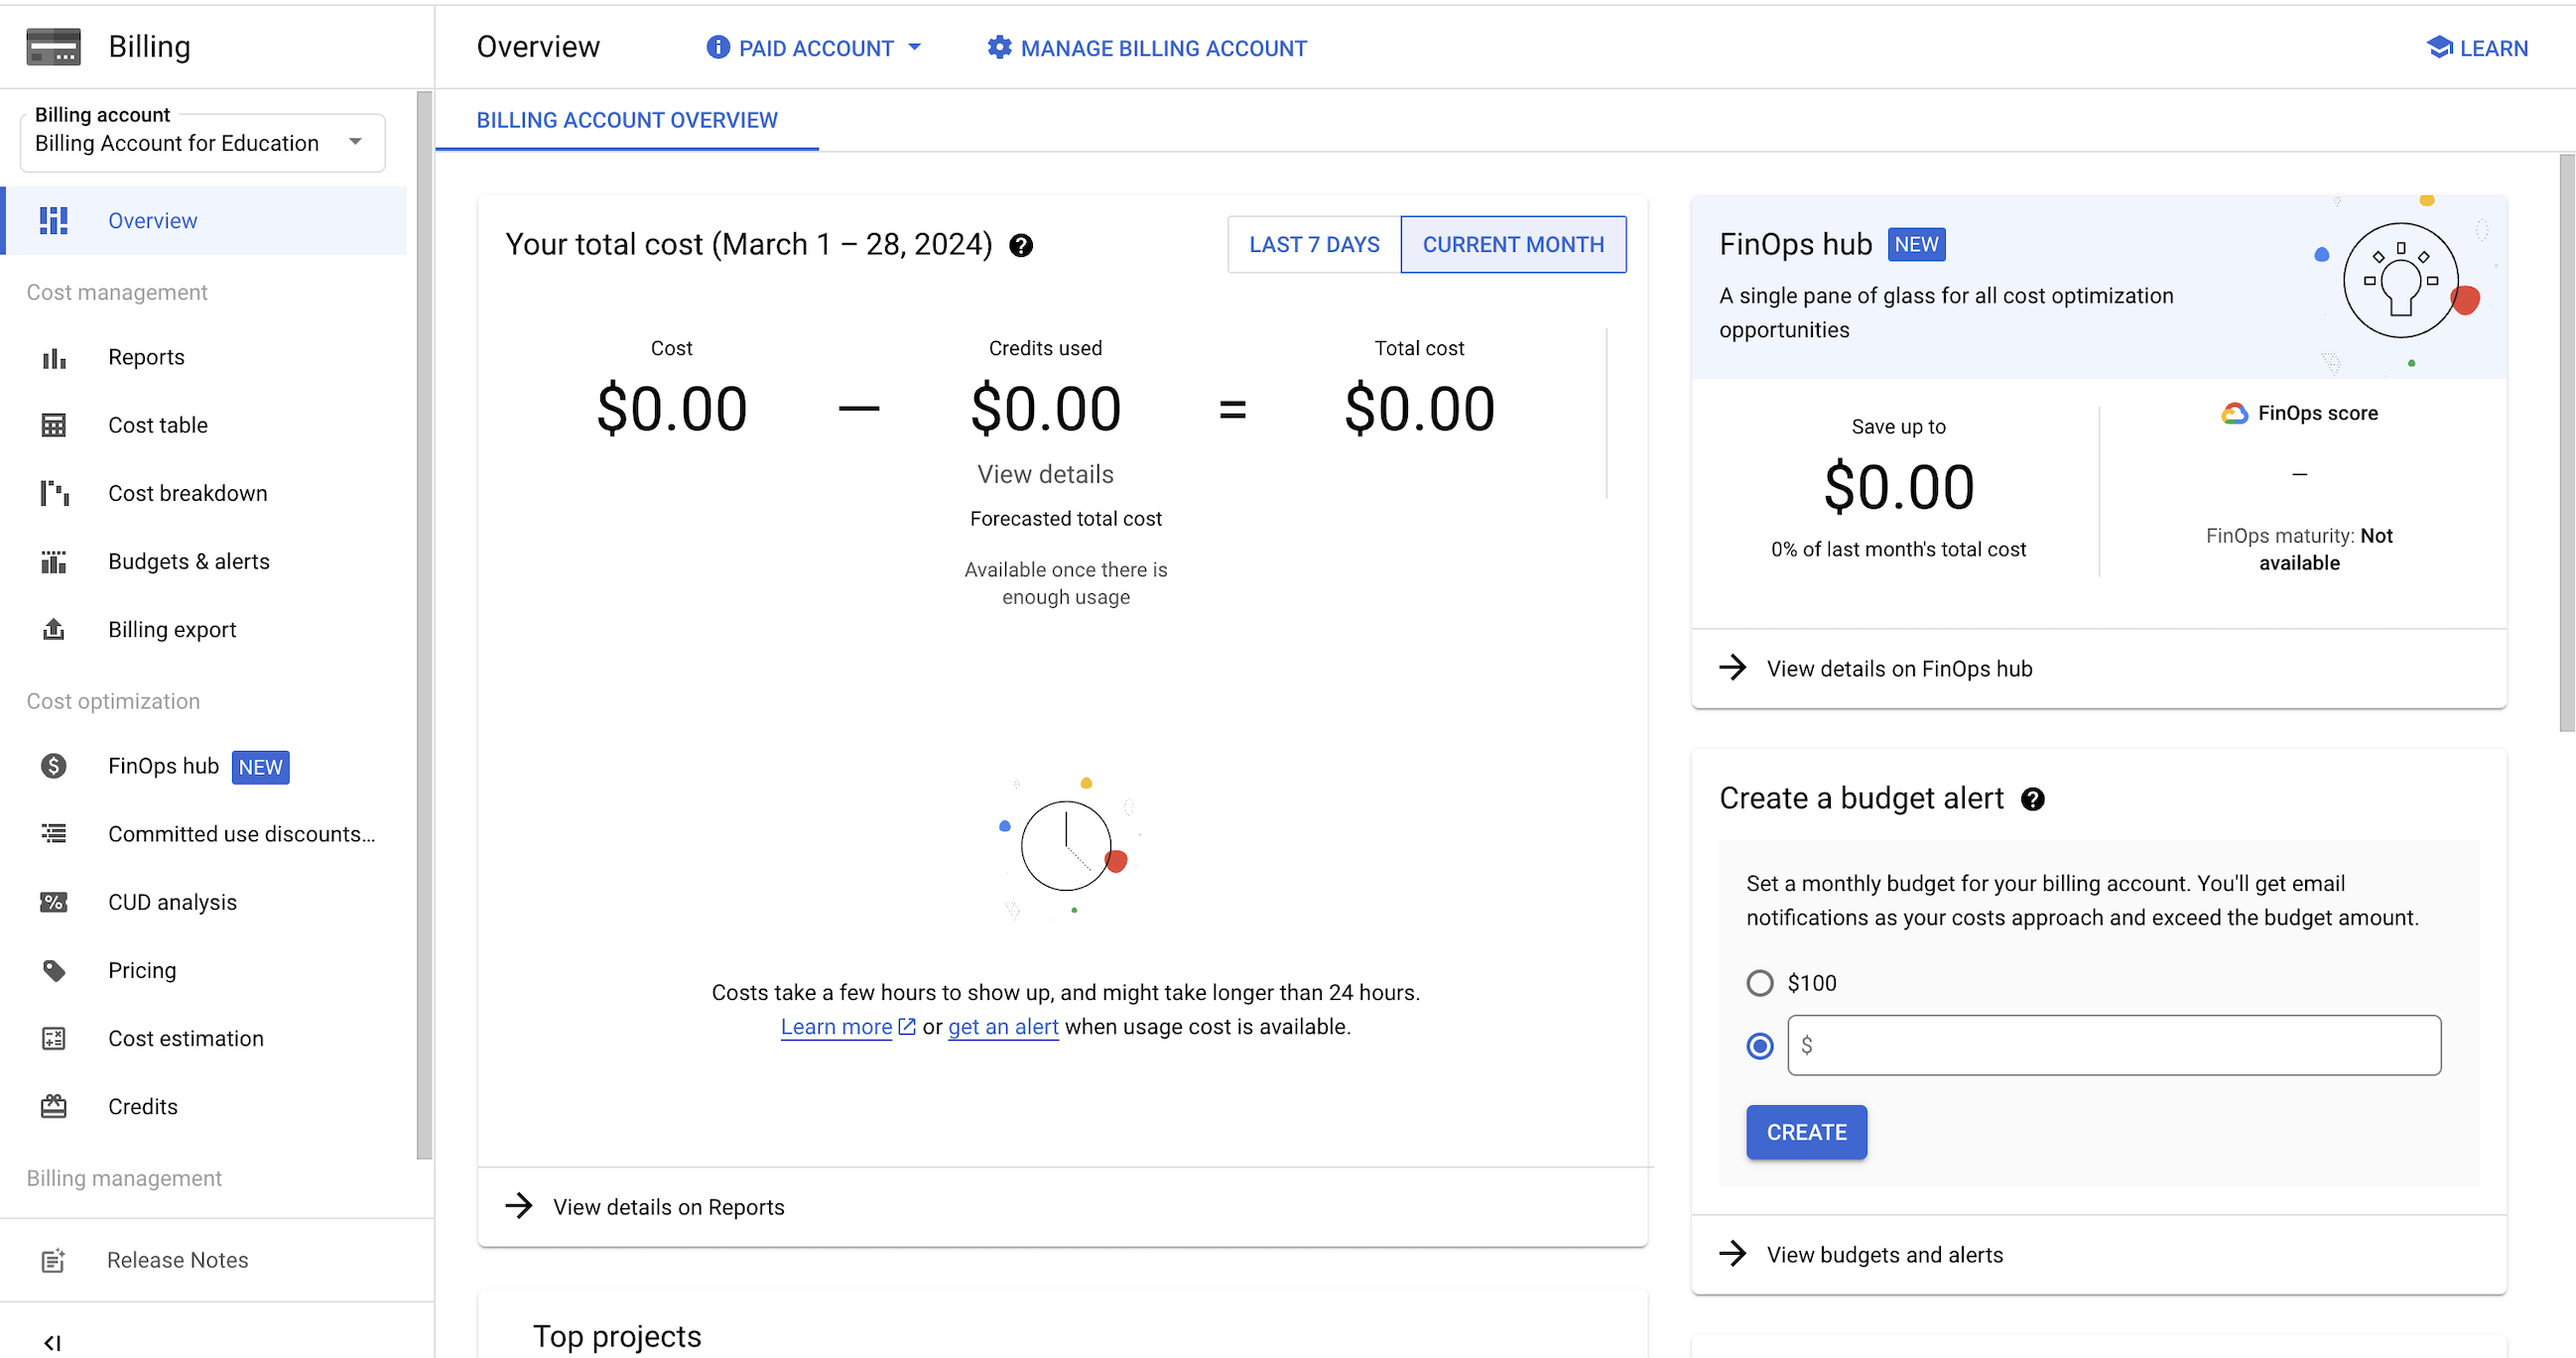 Billing
Overview
PAID ACCOUNT
MANAGE BILLING ACCOUNT
LEARN
Billing account
Billing Account for Education
Overview
Cost management
Reports
Cost table
Cost breakdown
Budgets & alerts
Billing export
Cost optimization
FinOps hub NEW
Committed use discounts...
CUD analysis
Pricing
Cost estimation
Credits
Billing management
Release Notes
BILLING ACCOUNT OVERVIEW
Your total cost (March 1 – 28, 2024)
LAST 7 DAYS
CURRENT MONTH
Cost
$0.00
—
Credits used
$0.00
View details
=
Total cost
$0.00
Forecasted total cost
Available once there is
enough usage
Costs take a few hours to show up, and might take longer than 24 hours.
Learn more or get an alert when usage cost is available.
View details on Reports
Top projects
FinOps hub NEW
A single pane of glass for all cost optimization
opportunities
Save up to
$0.00
0% of last month's total cost
FinOps score
–
FinOps maturity: Not
available
View details on FinOps hub
Create a budget alert
Set a monthly budget for your billing account. You'll get email
notifications as your costs approach and exceed the budget amount.
$100
$
CREATE
View budgets and alerts